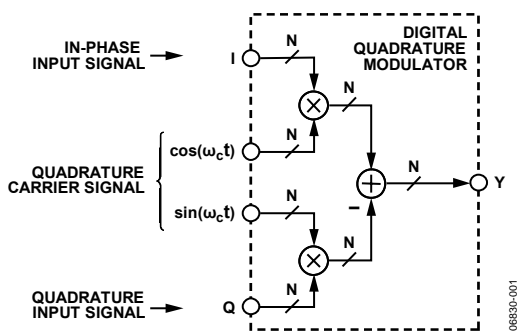 IN-PHASE
INPUT SIGNAL
I
N
DIGITAL
QUADRATURE
MODULATOR
N
×
QUADRATURE
CARRIER SIGNAL
cos(ωct)
N
sin(ωct)
N
+
−
N
Y
N
×
QUADRATURE
INPUT SIGNAL
Q
N
06830-001